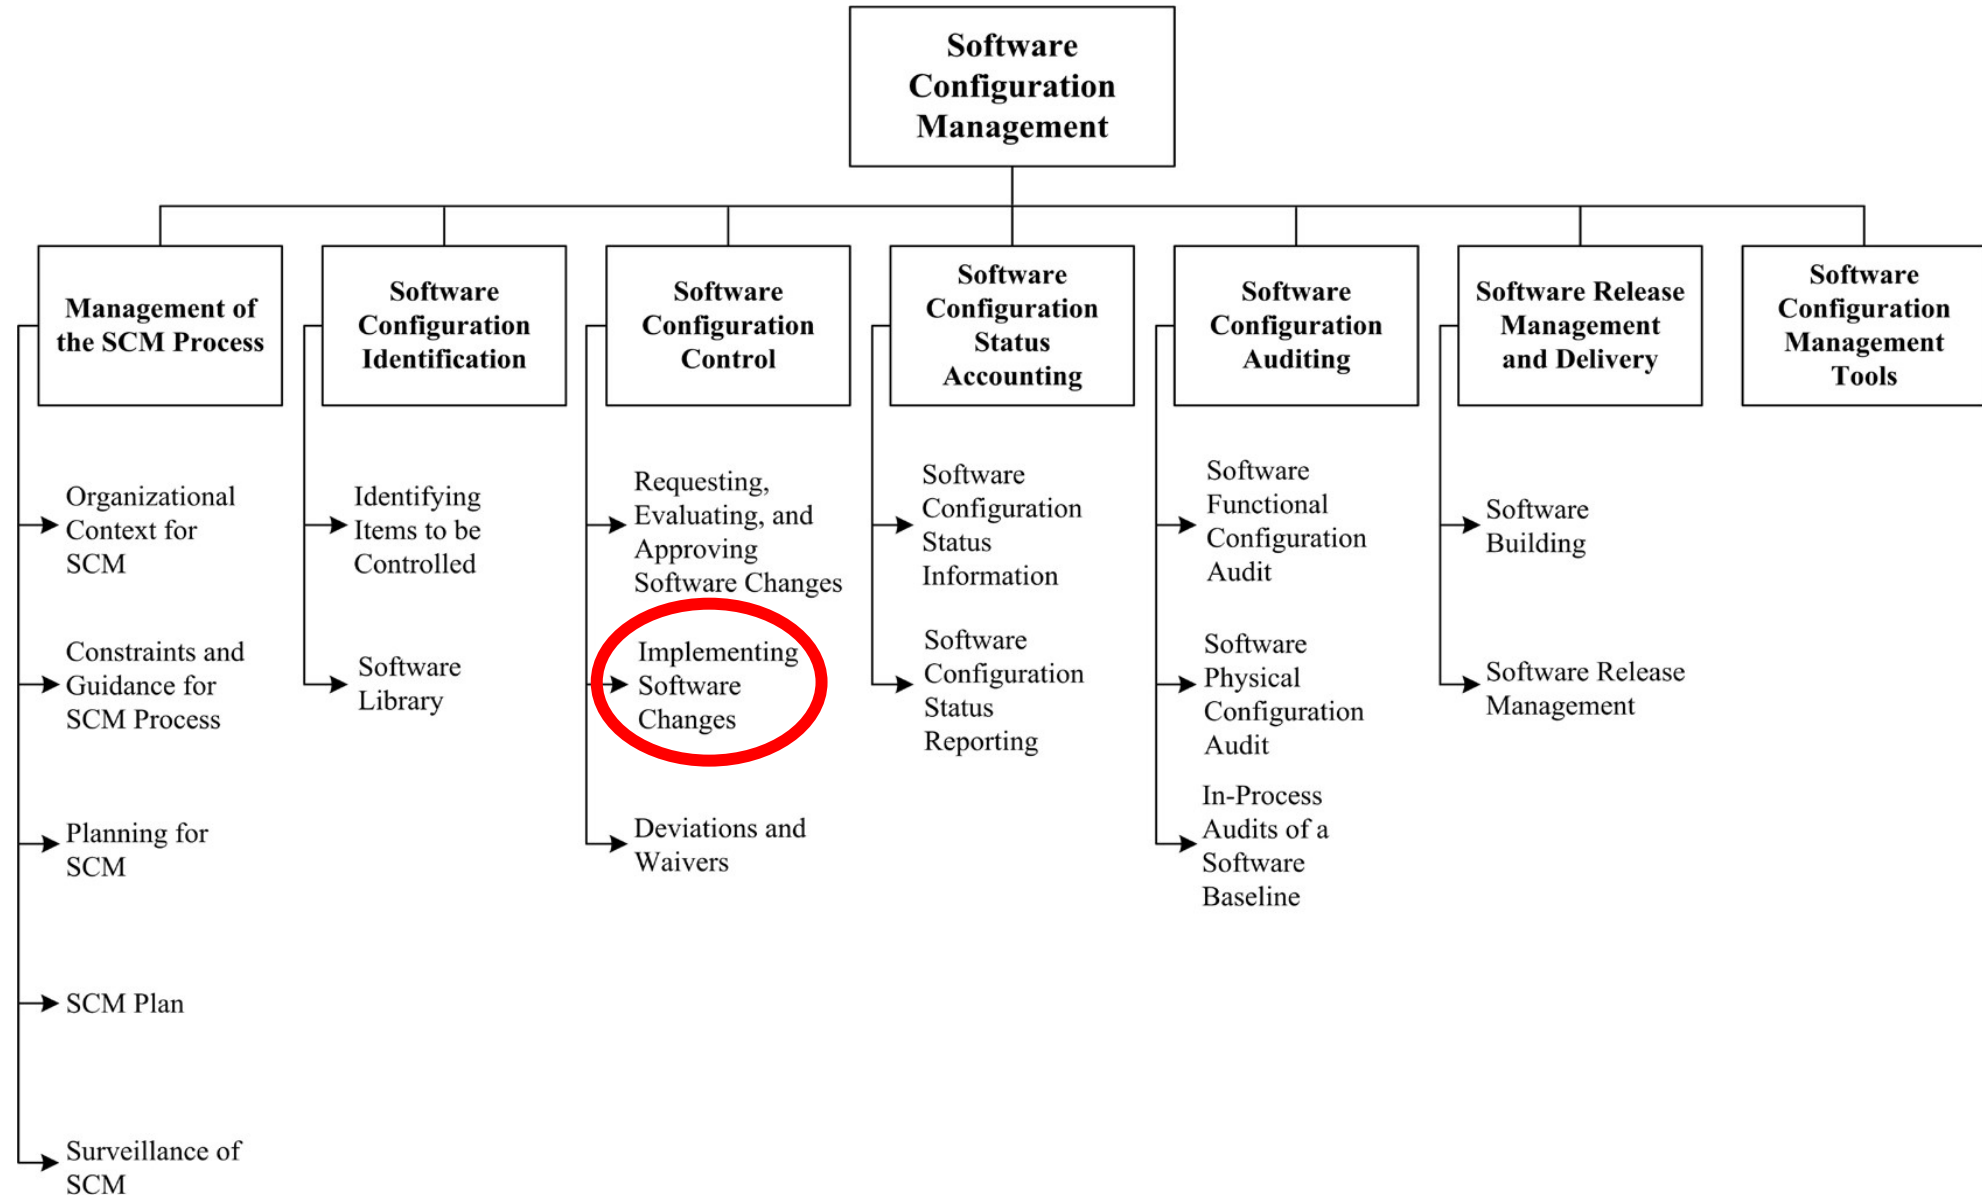 Software
Configuration
Management
Management of
the SCM Process
Organizational
Context for
SCM
Constraints and
Guidance for
SCM Process
Planning for
SCM
SCM Plan
Surveillance of
SCM
Software
Configuration
Identification
Identifying
Items to be
Controlled
Software
Library
Software
Configuration
Control
Requesting,
Evaluating, and
Approving
Software Changes
Implementing
Software
Changes
Deviations and
Waivers
Software
Configuration
Status
Accounting
Software
Configuration
Status
Information
Software
Configuration
Status
Reporting
Software
Configuration
Auditing
Software
Functional
Configuration
Audit
Software
Physical
Configuration
Audit
In-Process
Audits of a
Software
Baseline
Software Release
Management
and Delivery
Software
Building
Software Release
Management
Software
Configuration
Management
Tools